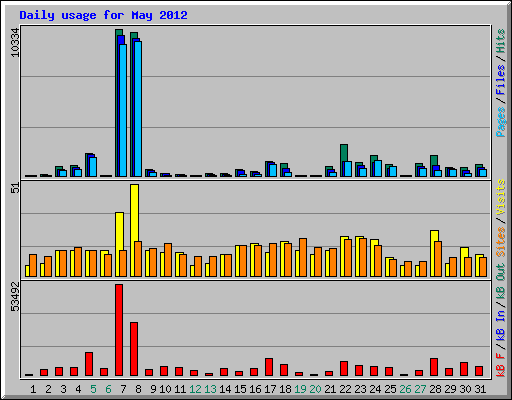 Daily usage for May 2012
10334
51
53492
Pages / Files / Hits
Sites / Visits
kB F / kB In / kB Out
1 2 3 4 5 6 7 8 9 10 11 12 13 14 15 16 17 18 19 20 21 22 23 24 25 26 27 28 29 30 31